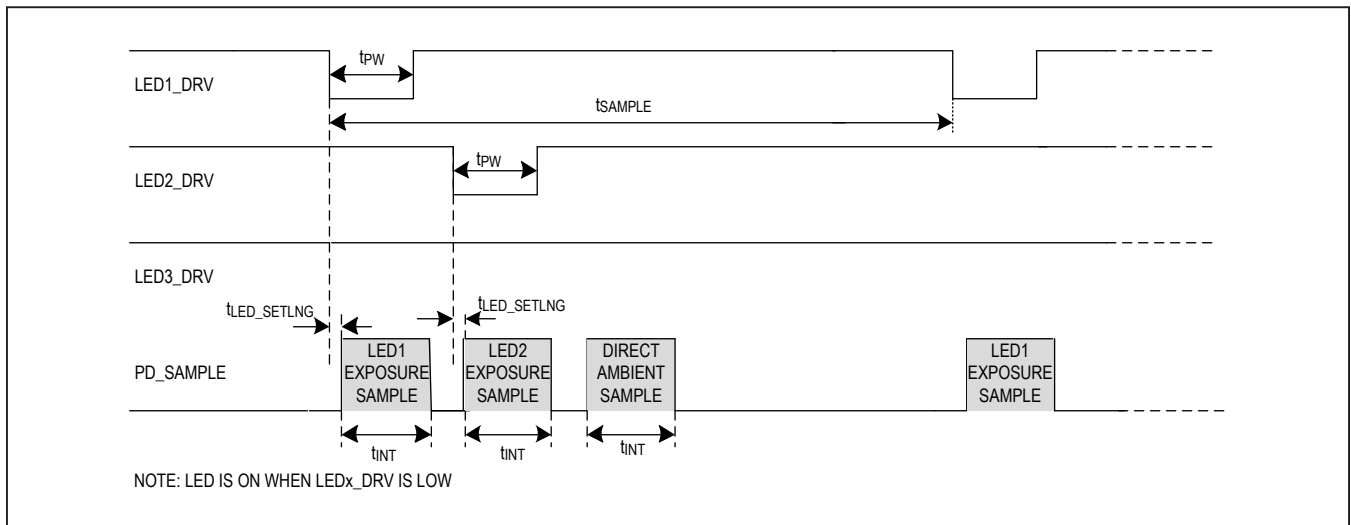 tPW
LED1_DRV
tSAMPLE
tPW
LED2_DRV
LED3_DRV
tLED_SETLNG
tLED_SETLNG
PD_SAMPLE
LED1
EXPOSURE
SAMPLE
LED2
EXPOSURE
SAMPLE
DIRECT
AMBIENT
SAMPLE
LED1
EXPOSURE
SAMPLE
tINT
tINT
tINT
NOTE: LED IS ON WHEN LEDx_DRV IS LOW